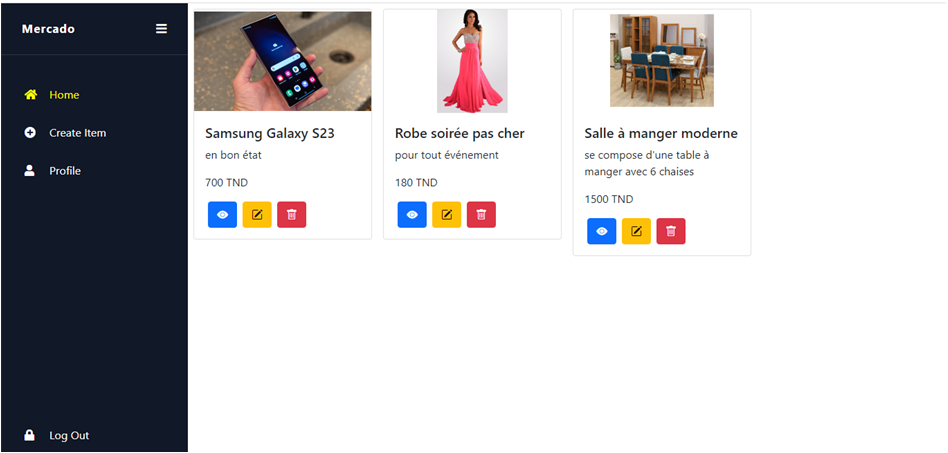 Mercado
Home
Create Item
Profile
Log Out
Samsung Galaxy S23
en bon état
700 TND
Robe soirée pas cher
pour tout événement
180 TND
Salle à manger moderne
se compose d'une table à
manger avec 6 chaises
1500 TND